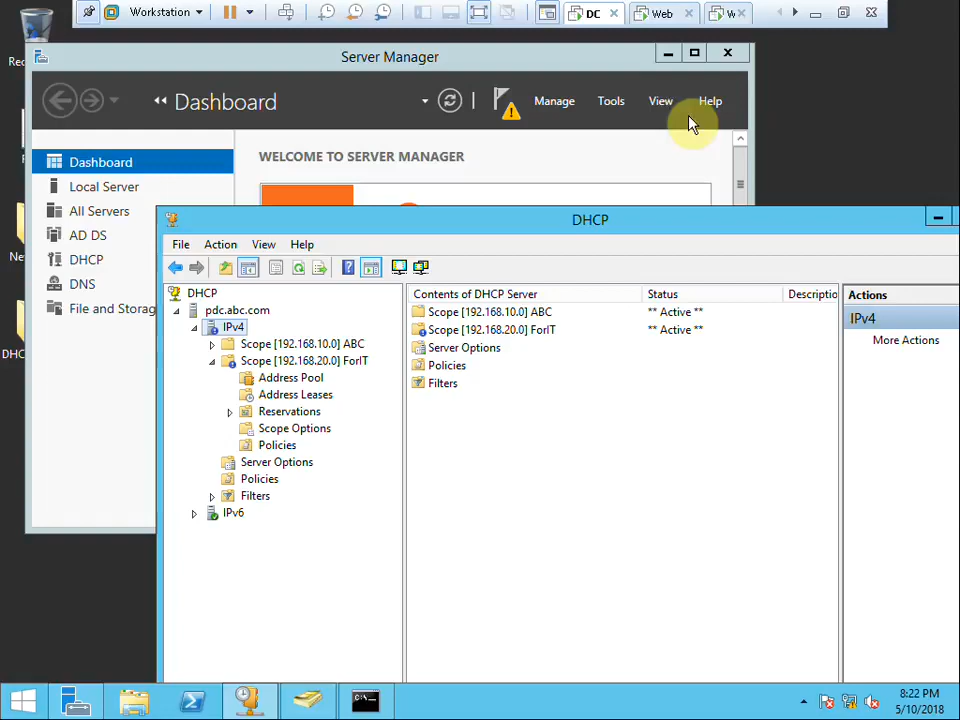 Workstation
DC
Web
W
Rec
Server Manager
Dashboard
Manage
Tools
View
Help
WELCOME TO SERVER MANAGER
Dashboard
Local Server
All Servers
AD DS
DHCP
DNS
File and Storag
Ne
DHC
DHCP
File
Action
View
Help
DHCP
pdc.abc.com
IPv4
Scope [192.168.10.0] ABC
Scope [192.168.20.0] ForIT
Address Pool
Address Leases
Reservations
Scope Options
Policies
Server Options
Policies
Filters
IPv6
Contents of DHCP Server
Status
Descriptio
Scope [192.168.10.0] ABC
** Active **
Scope [192.168.20.0] ForIT
** Active **
Server Options
Policies
Filters
Actions
IPv4
More Actions
8:22 PM
5/10/2018